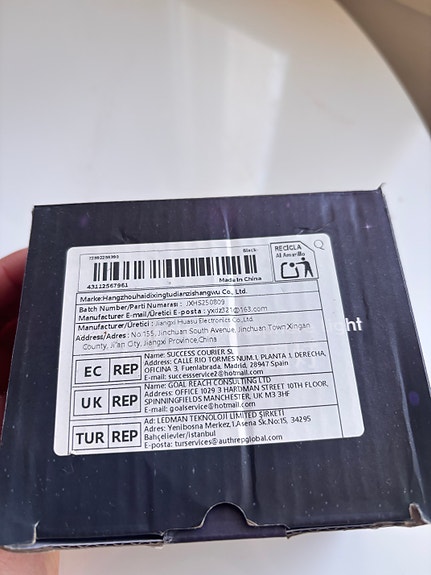 Black
RECICLA
Al Amarillo
43112567961
Made In China
Marke:Hangzhouhaidixingtudianzishangwu Co., Ltd.
Batch Number/Parti Numarası : JXHS250809
Manufacturer E-mail/Üretici E-posta : yxdz321@163.com
Manufacturer/Üretici : Jiangxi Huasu Electronics Co.,Ltd.
Address/Adres: No 155, Jinchuan South Avenue, Jinchuan Town Xingan
County, Ji'an City, Jiangxi Province,China
ght
EC REP
Name: SUCCESS COURIER SL
Address: CALLE RIO TORMES NUM.1, PLANTA 1, DERECHA,
OFICINA 3, Fuenlabrada, Madrid, 28947 Spain
E-mail: successservice2@hotmail.com
UK REP
Name: GOAL REACH CONSULTING LTD
Address: OFFICE 1029 3 HARDMAN STREET 10TH FLOOR,
SPINNINGFIELDS MANCHESTER, UK M3 3HF
E-mail: goalservice@hotmail.com
TUR REP
Ad: LEDMAN TEKNOLOJI LIMITED ŞİRKETİ
Adres: Yenibosna Merkez,1.Asena Sk.No:15, 34295
Bahçelievler/istanbul
E-posta: turservices@authrepglobal.com